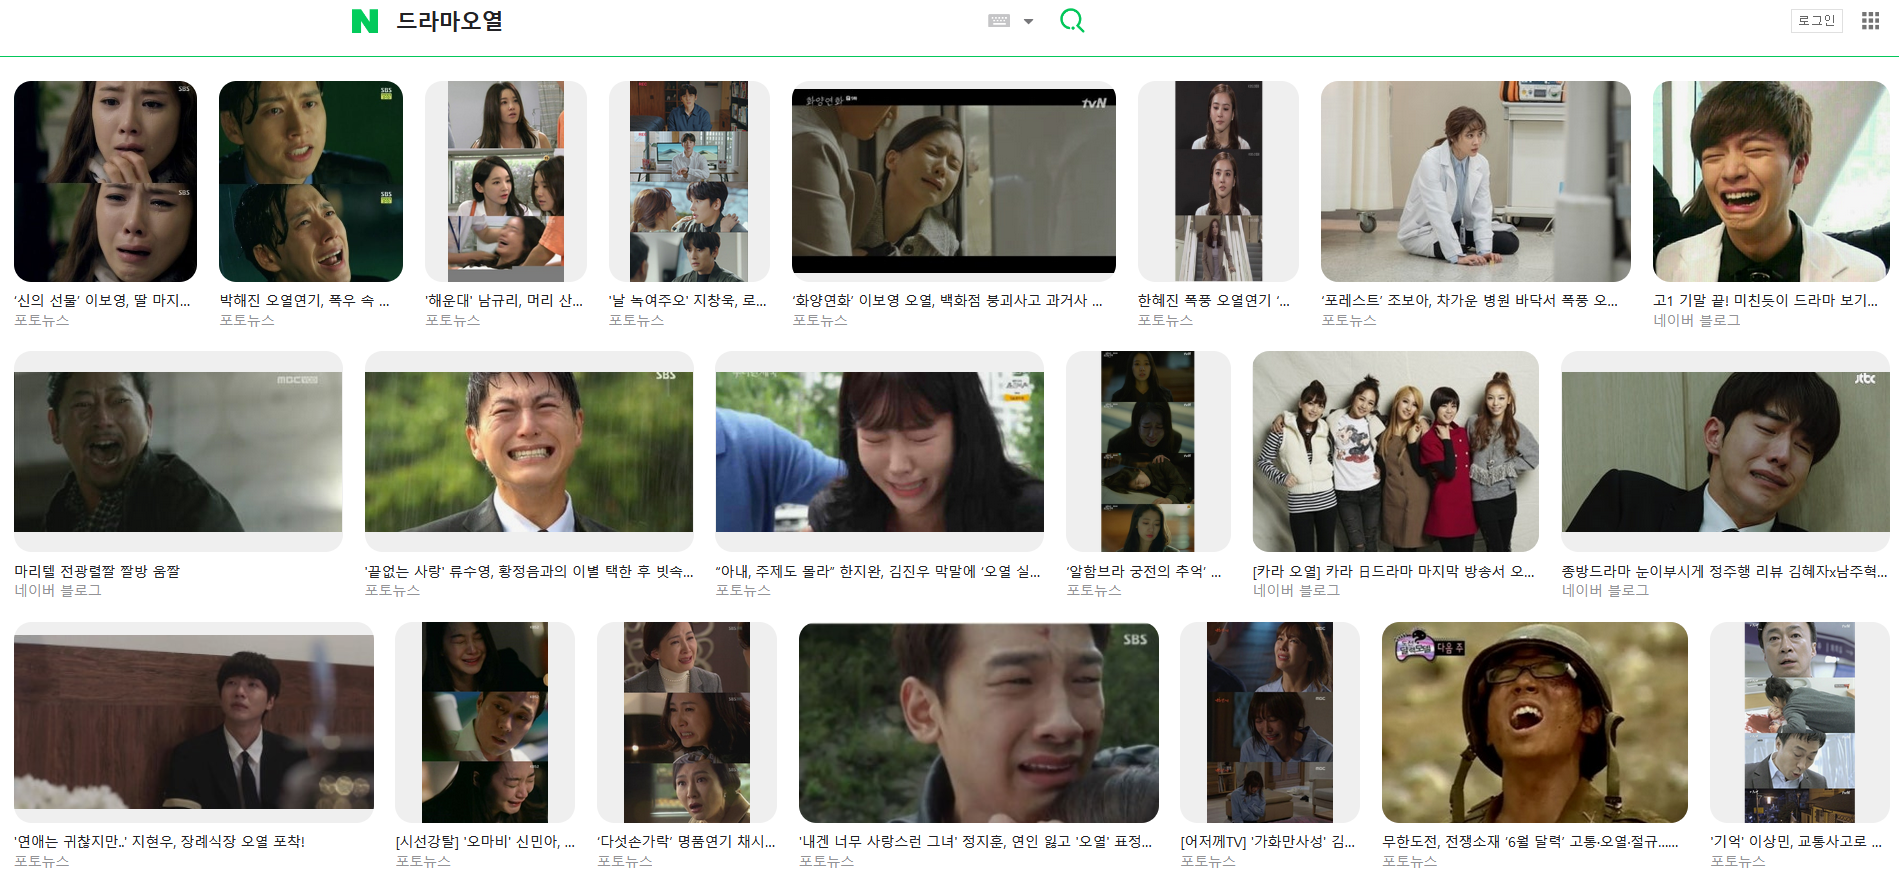 N 드라마오열
로그인
SBS
SBS
SBS
SBS
화양연화
tvN
'신의 선물' 이보영, 딸 마지...
포토뉴스
박해진 오열연기, 폭우 속 ...
포토뉴스
'해운대' 남규리, 머리 산...
포토뉴스
'날 녹여주오' 지창욱, 로...
포토뉴스
‘화양연화’ 이보영 오열, 백화점 붕괴사고 과거사 ...
포토뉴스
한혜진 폭풍 오열연기 ‘...
포토뉴스
‘포레스트’ 조보아, 차가운 병원 바닥서 폭풍 오...
포토뉴스
고1 기말 끝! 미친듯이 드라마 보기...
네이버 블로그
SBS
jtbc
마리텔 전광렬짤 짤방 움짤
네이버 블로그
'끝없는 사랑' 류수영, 황정음과의 이별 택한 후 빗속...
포토뉴스
“아내, 주제도 몰라” 한지완, 김진우 막말에 ‘오열 실...
포토뉴스
‘알함브라 궁전의 추억’ ...
포토뉴스
[카라 오열] 카라 日드라마 마지막 방송서 오...
네이버 블로그
종방드라마 눈이부시게 정주행 리뷰 김혜자x남주혁...
네이버 블로그
SBS
다음 주
'연애는 귀찮지만..' 지현우, 장례식장 오열 포착!
포토뉴스
[시선강탈] '오마비' 신민아, ...
포토뉴스
‘다섯손가락’ 명품연기 채시...
포토뉴스
'내겐 너무 사랑스런 그녀' 정지훈, 연인 잃고 '오열' 표정...
포토뉴스
[어저께TV] '가화만사성' 김...
포토뉴스
무한도전, 전쟁소재 ‘6월 달력’ 고통·오열·절규......
포토뉴스
'기억' 이상민, 교통사고로 ...
포토뉴스